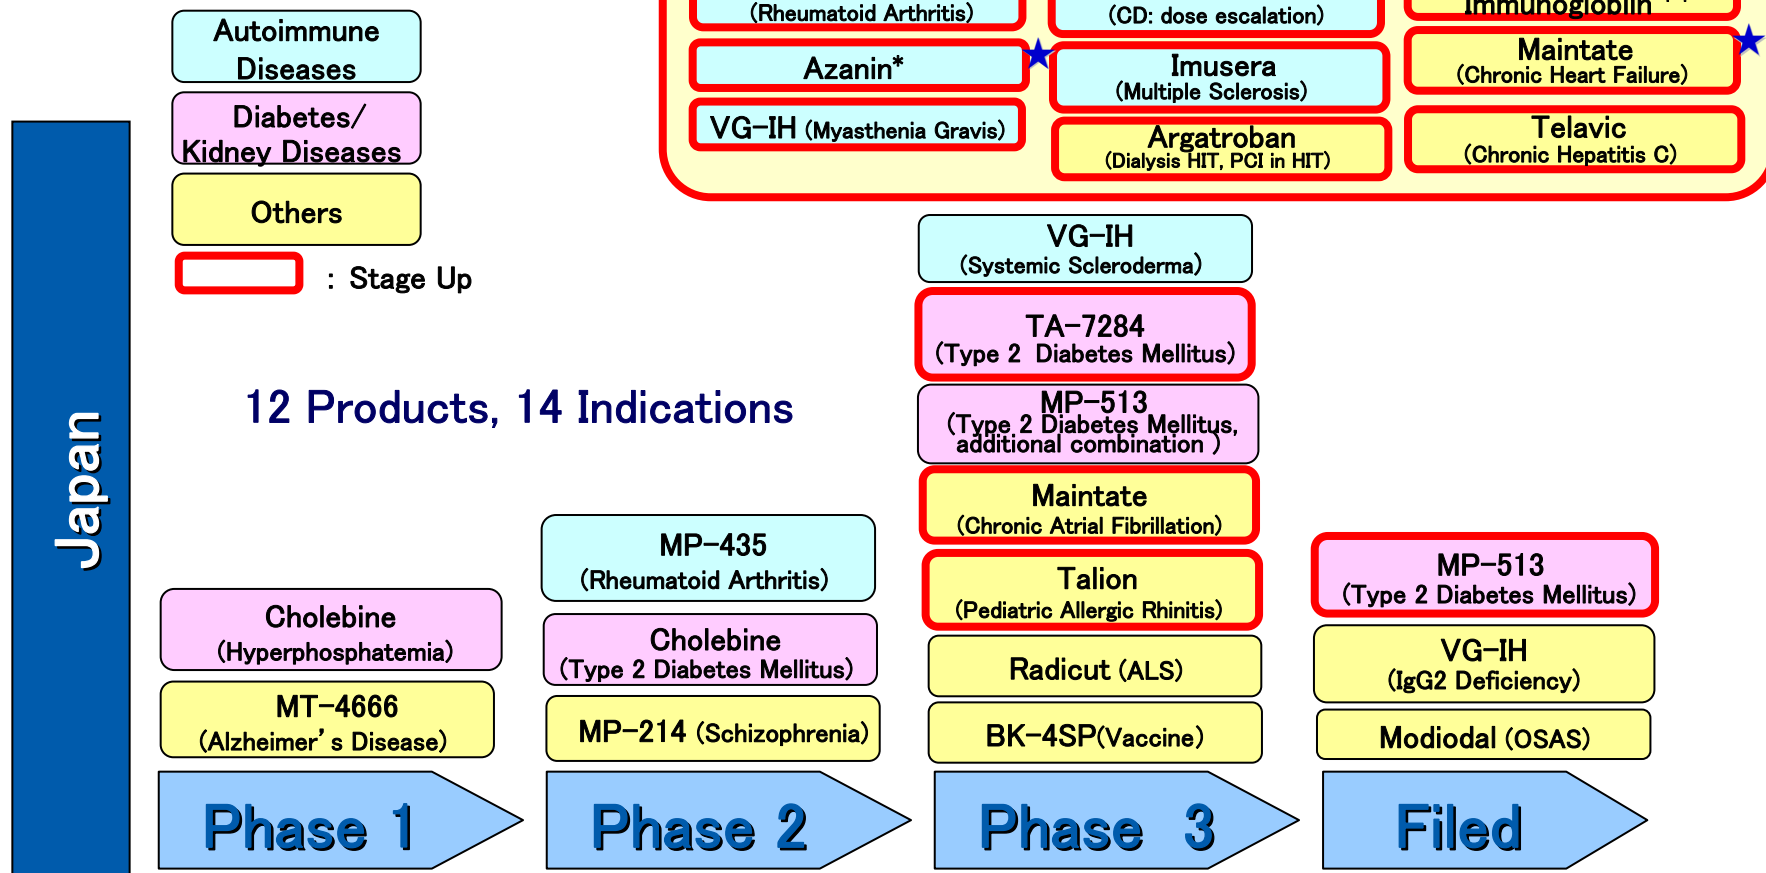 Autoimmune
Diseases
Diabetes/
Kidney Diseases
Others
: Stage Up
(Rheumatoid Arthritis)
(CD: dose escalation)
Immunogloblin
Azanin*
Imusera
(Multiple Sclerosis)
Maintate
(Chronic Heart Failure)
VG-IH (Myasthenia Gravis)
Argatroban
(Dialysis HIT, PCI in HIT)
Telavic
(Chronic Hepatitis C)
Japan
12 Products, 14 Indications
Cholebine
(Hyperphosphatemia)
MT-4666
(Alzheimer's Disease)
Phase 1
MP-435
(Rheumatoid Arthritis)
Cholebine
(Type 2 Diabetes Mellitus)
MP-214 (Schizophrenia)
Phase 2
VG-IH
(Systemic Scleroderma)
TA-7284
(Type 2 Diabetes Mellitus)
MP-513
(Type 2 Diabetes Mellitus,
additional combination )
Maintate
(Chronic Atrial Fibrillation)
Talion
(Pediatric Allergic Rhinitis)
Radicut (ALS)
BK-4SP(Vaccine)
Phase 3
MP-513
(Type 2 Diabetes Mellitus)
VG-IH
(IgG2 Deficiency)
Modiodal (OSAS)
Filed